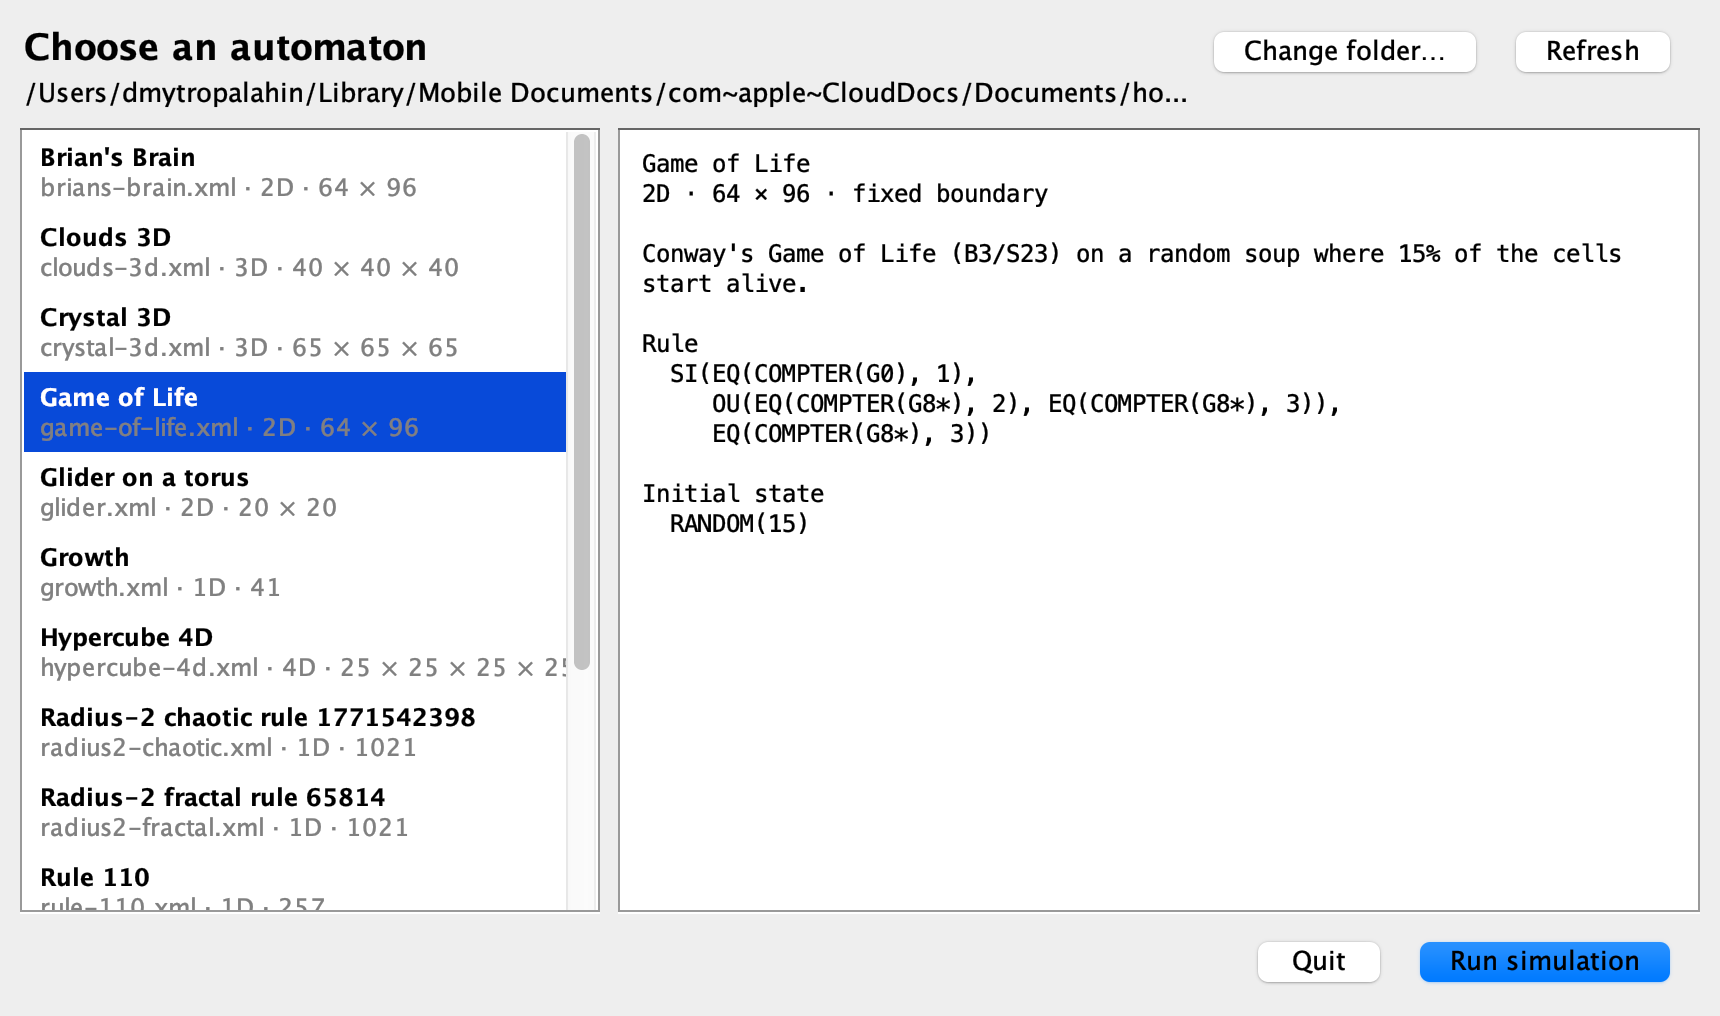 Choose an automaton
Change folder...
Refresh
/Users/dmytropalahin/Library/Mobile Documents/com~apple~CloudDocs/Documents/ho...
Brian's Brain
brians-brain.xml · 2D · 64 × 96
Clouds 3D
clouds-3d.xml · 3D · 40 × 40 × 40
Crystal 3D
crystal-3d.xml · 3D · 65 × 65 × 65
Game of Life
game-of-life.xml · 2D · 64 × 96
Glider on a torus
glider.xml · 2D · 20 × 20
Growth
growth.xml · 1D · 41
Hypercube 4D
hypercube-4d.xml · 4D · 25 × 25 × 25 × 25
Radius-2 chaotic rule 1771542398
radius2-chaotic.xml · 1D · 1021
Radius-2 fractal rule 65814
radius2-fractal.xml · 1D · 1021
Rule 110
rule-110.xml · 1D · 257
Game of Life
2D · 64 × 96 · fixed boundary
Conway's Game of Life (B3/S23) on a random soup where 15% of the cells
start alive.
Rule
SI(EQ(COMPTER(G0), 1),
OU(EQ(COMPTER(G8*), 2), EQ(COMPTER(G8*), 3)),
EQ(COMPTER(G8*), 3))
Initial state
RANDOM(15)
Quit
Run simulation